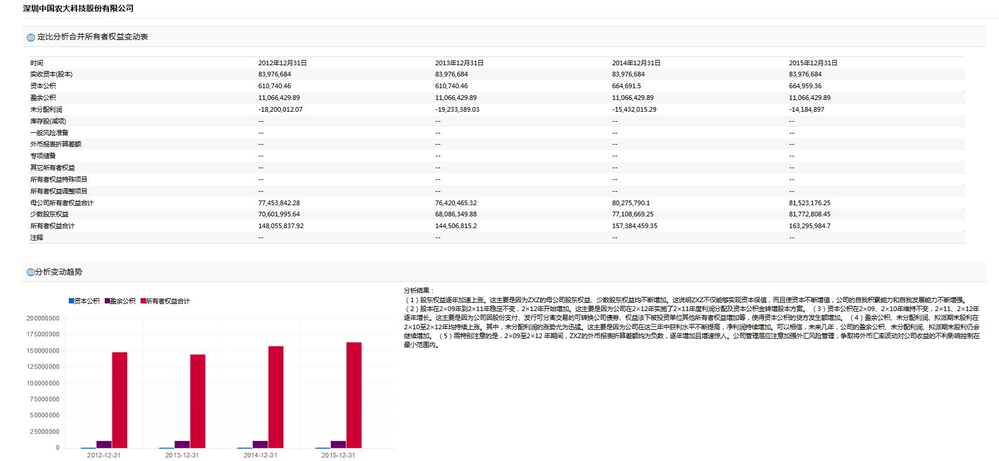 深圳中国农大科技股份有限公司
定比分析合并所有者权益变动表
时间 2012年12月31日 2013年12月31日 2014年12月31日 2015年12月31日
实收资本(股本) 83,976,684 83,976,684 83,976,684 83,976,684
资本公积 610,740.46 610,740.46 664,691.5 664,959.36
盈余公积 11,066,429.89 11,066,429.89 11,066,429.89 11,066,429.89
未分配利润 -18,200,012.07 -19,233,389.03 -15,432,015.29 -14,184,897
库存股(减项) -- -- -- --
一般风险准备 -- -- -- --
外币报表折算差额 -- -- -- --
专项储备 -- -- -- --
其它所有者权益 -- -- -- --
所有者权益特殊项目 -- -- -- --
所有者权益调整项目 -- -- -- --
母公司所有者权益合计 77,453,842.28 76,420,465.32 80,275,790.1 81,523,176.25
少数股东权益 70,601,995.64 68,086,349.88 77,108,669.25 81,772,808.45
所有者权益合计 148,055,837.92 144,506,815.2 157,384,459.35 163,295,984.7
注释 -- -- -- --
分析变动趋势
资本公积 盈余公积 所有者权益合计
200000000
175000000
150000000
125000000
100000000
75000000
50000000
25000000
0
2012-12-31 2013-12-31 2014-12-31 2015-12-31
分析结果：
（1）股东权益逐年加速上涨。这主要是因为ZXZ的母公司股东权益、少数股东权益均不断增加。这说明ZXZ不仅能够实现资本保值，而且使资本不断增值，公司的自我积累能力和自我发展能力不断增强。
（2）股本在2×09年到2×11年稳定不变，2×12年开始增加。这主要是因为公司在2×12年实施了2×11年度利润分配及资本公积金转增股本方案。 （3）资本公积在2×09、2×10年维持不变，2×11、2×12年
逐年增长。这主要是因为公司因股份支付、发行可分离交易的可转换公司债券、权益法下被投资单位其他所有者权益增加等，使得资本公积的贷方发生额增加。 （4）盈余公积、未分配利润、拟派期末股利在
2×10至2×12年均持续上涨。其中，未分配利润的涨势尤为迅猛。这主要是因为公司在这三年中获利水平不断提高，净利润持续增加。可以相信，未来几年，公司的盈余公积、未分配利润、拟派期末股利仍会
继续增加。 （5）需特别注意的是，2×09至2×12 年期间，ZXZ的外币报表折算差额均为负数，逐年增加且增速惊人。公司管理层应注意加强外汇风险管理，争取将外币汇率波动对公司收益的不利影响控制在
最小范围内。